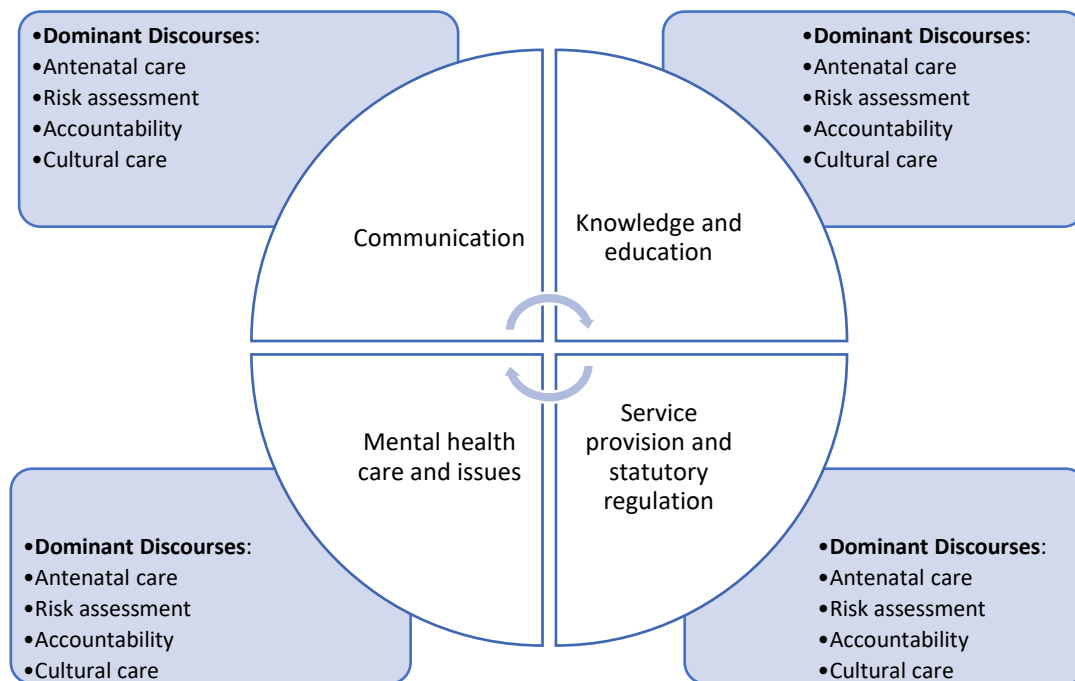 •Dominant Discourses:
•Antenatal care
•Risk assessment
•Accountability
•Cultural care
•Dominant Discourses:
•Antenatal care
•Risk assessment
•Accountability
•Cultural care
Communication
Knowledge and
education
Mental health
care and issues
Service
provision and
statutory
regulation
•Dominant Discourses:
•Antenatal care
•Risk assessment
•Accountability
•Cultural care
•Dominant Discourses:
•Antenatal care
•Risk assessment
•Accountability
•Cultural care